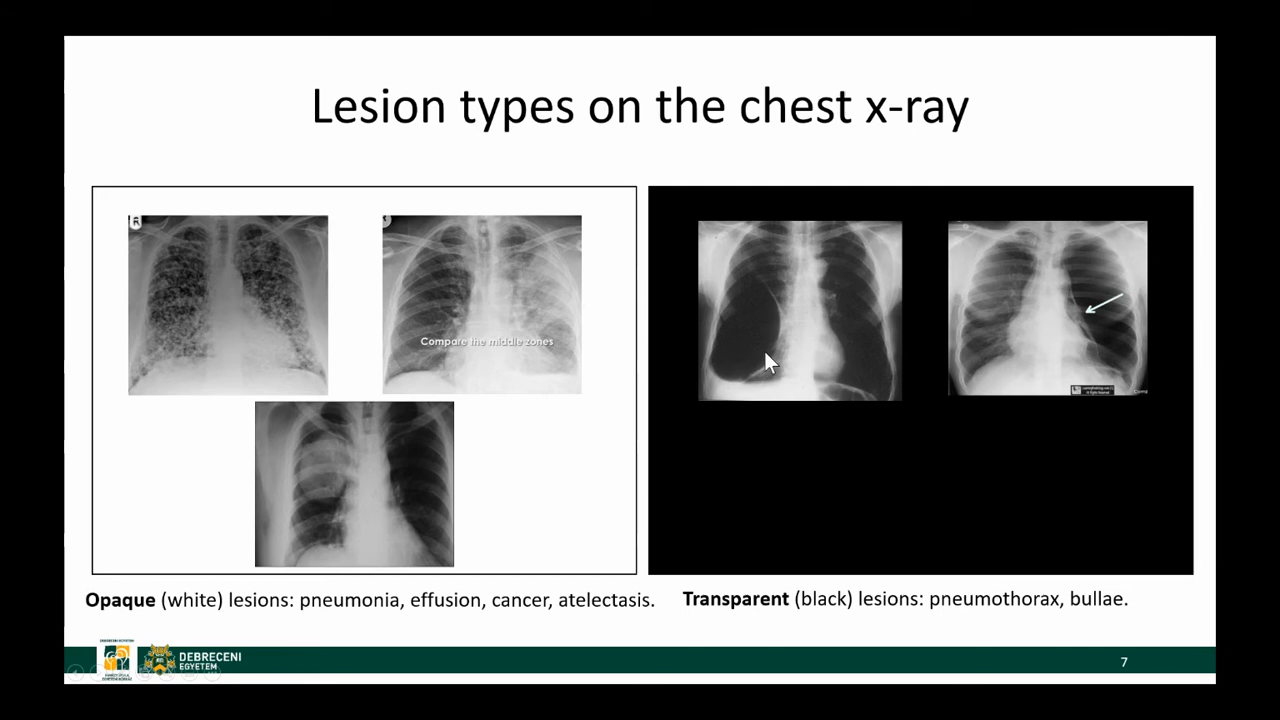 Lesion types on the chest x-ray
R
Compare the middle zones
Opaque (white) lesions: pneumonia, effusion, cancer, atelectasis.
Transparent (black) lesions: pneumothorax, bullae.
DEBRECENI
EGYETEM
7